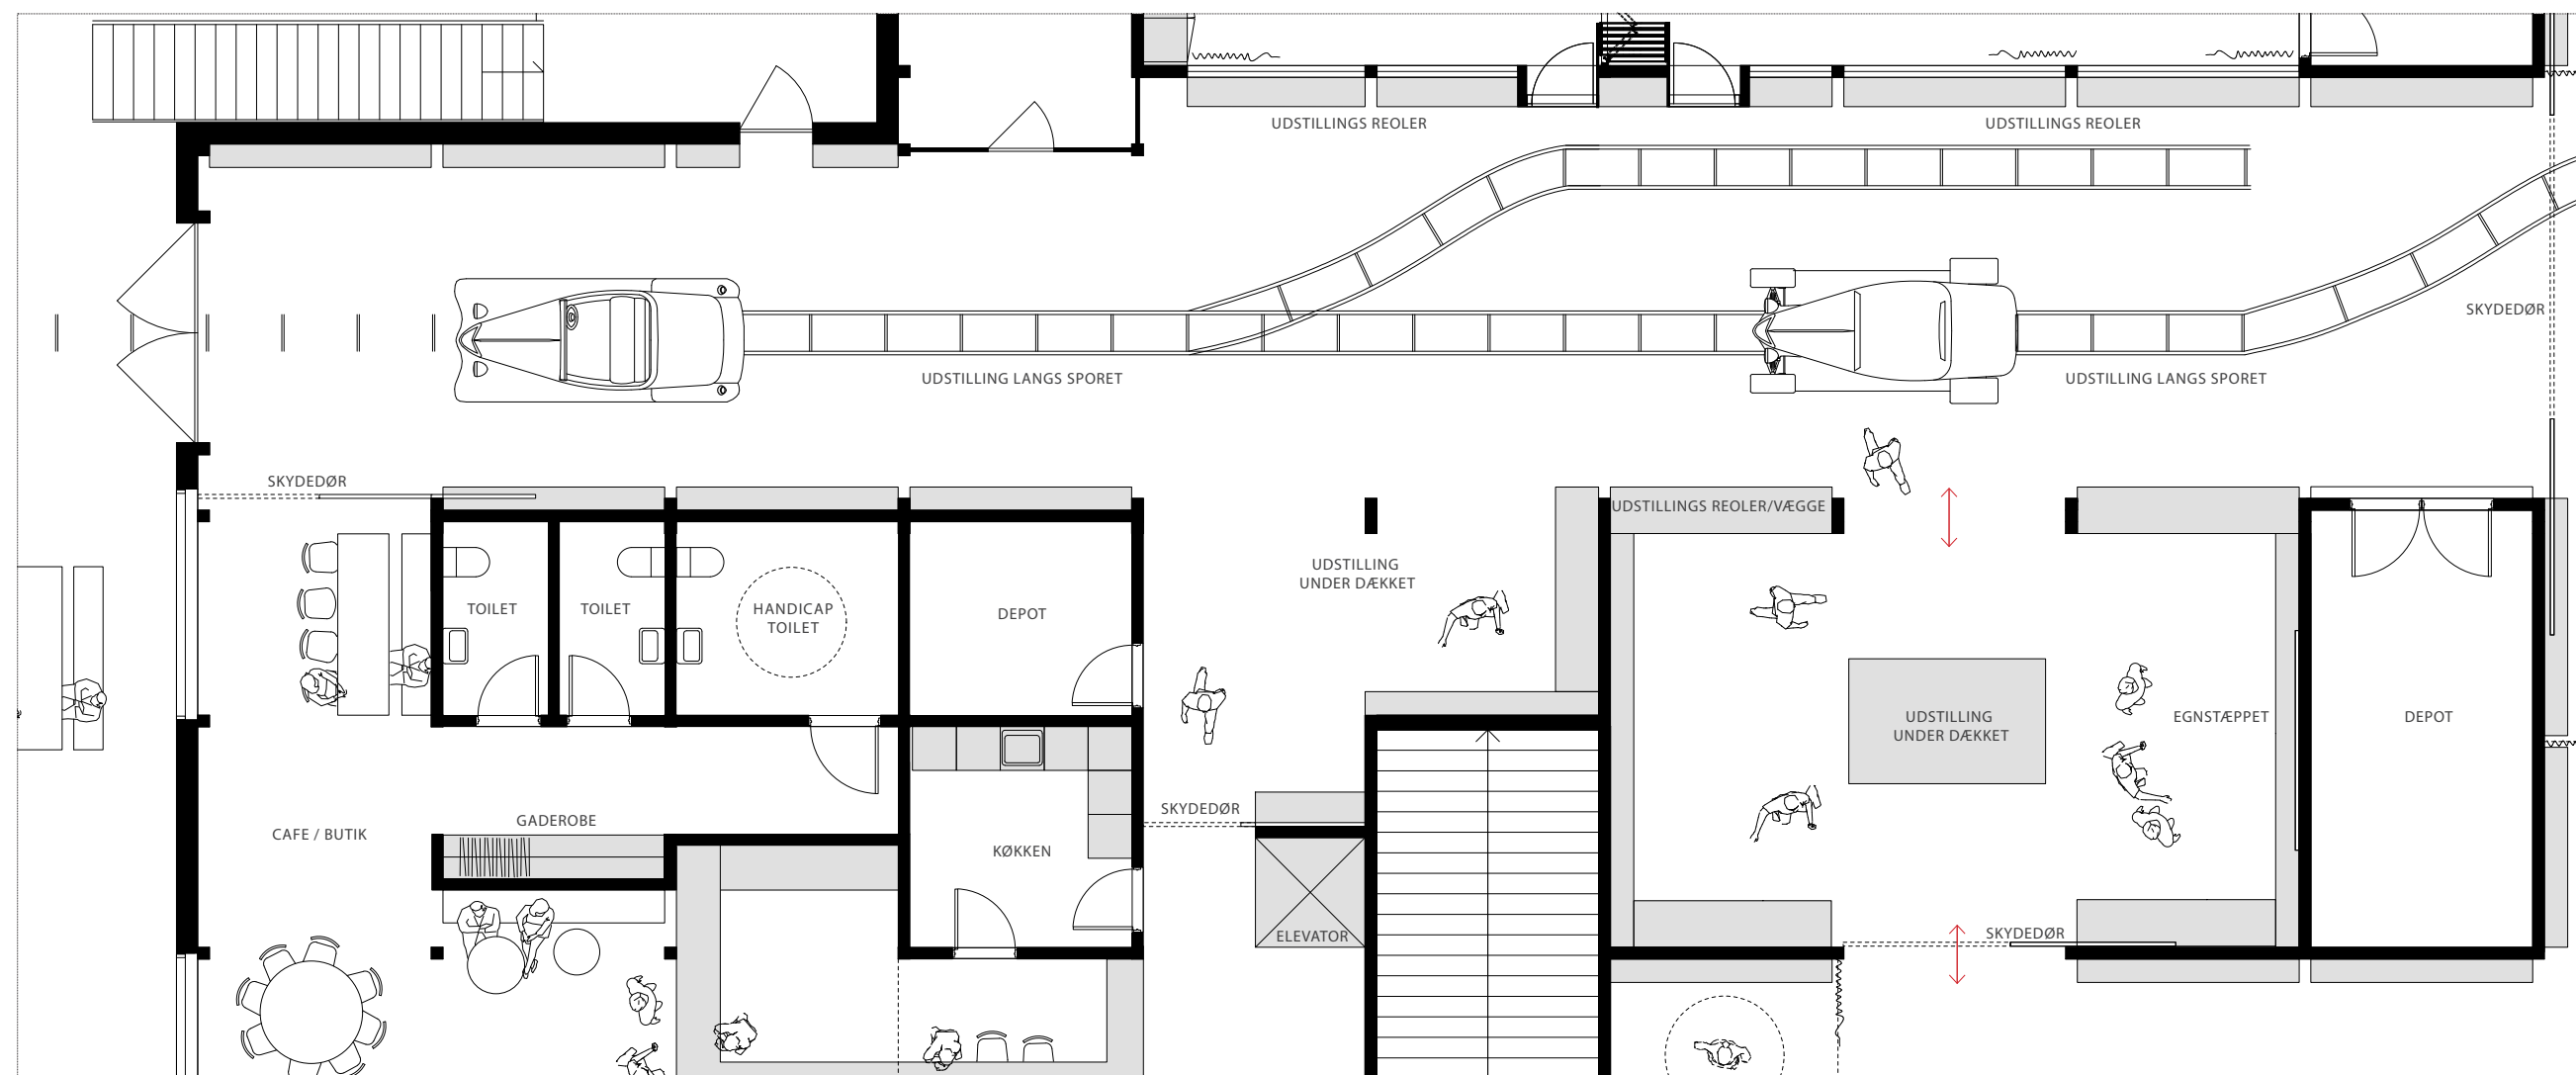 UDSTILLINGS REOLER
UDSTILLINGS REOLER
SKYDEDØR
UDSTILLING LANGS SPORET
UDSTILLING LANGS SPORET
SKYDEDØR
UDSTILLINGS REOLER/VÆGGE
UDSTILLING
UNDER DÆKKET
TOILET
TOILET
HANDICAP
TOILET
DEPOT
UDSTILLING
UNDER DÆKKET
EGNSTÆPPET
DEPOT
SKYDEDØR
GADEROBE
CAFE / BUTIK
KØKKEN
ELEVATOR
SKYDEDØR